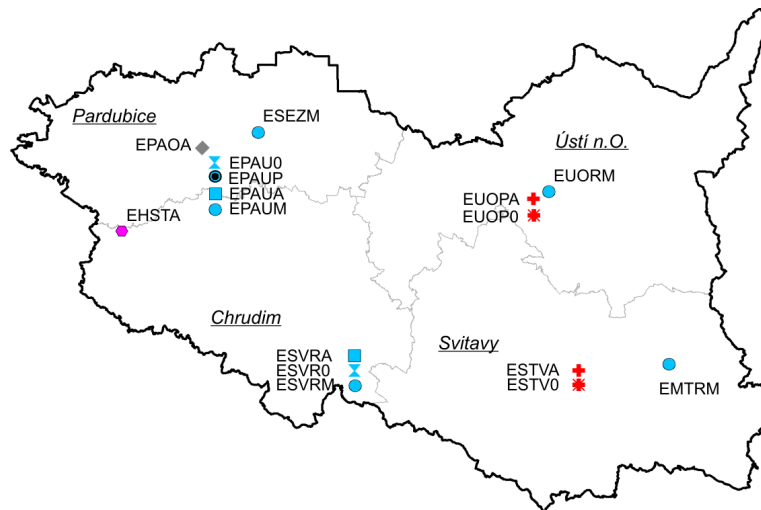 Pardubice
ESEZM
EPAOA
EPAU0
EPAUP
EPAUA
EPAUM
EHSTA
Ústí n.O.
EUORM
EUOPA
EUOP0
Chrudim
Svitavy
ESVRA
ESVR0
ESVRM
ESTVA
ESTV0
EMTRM